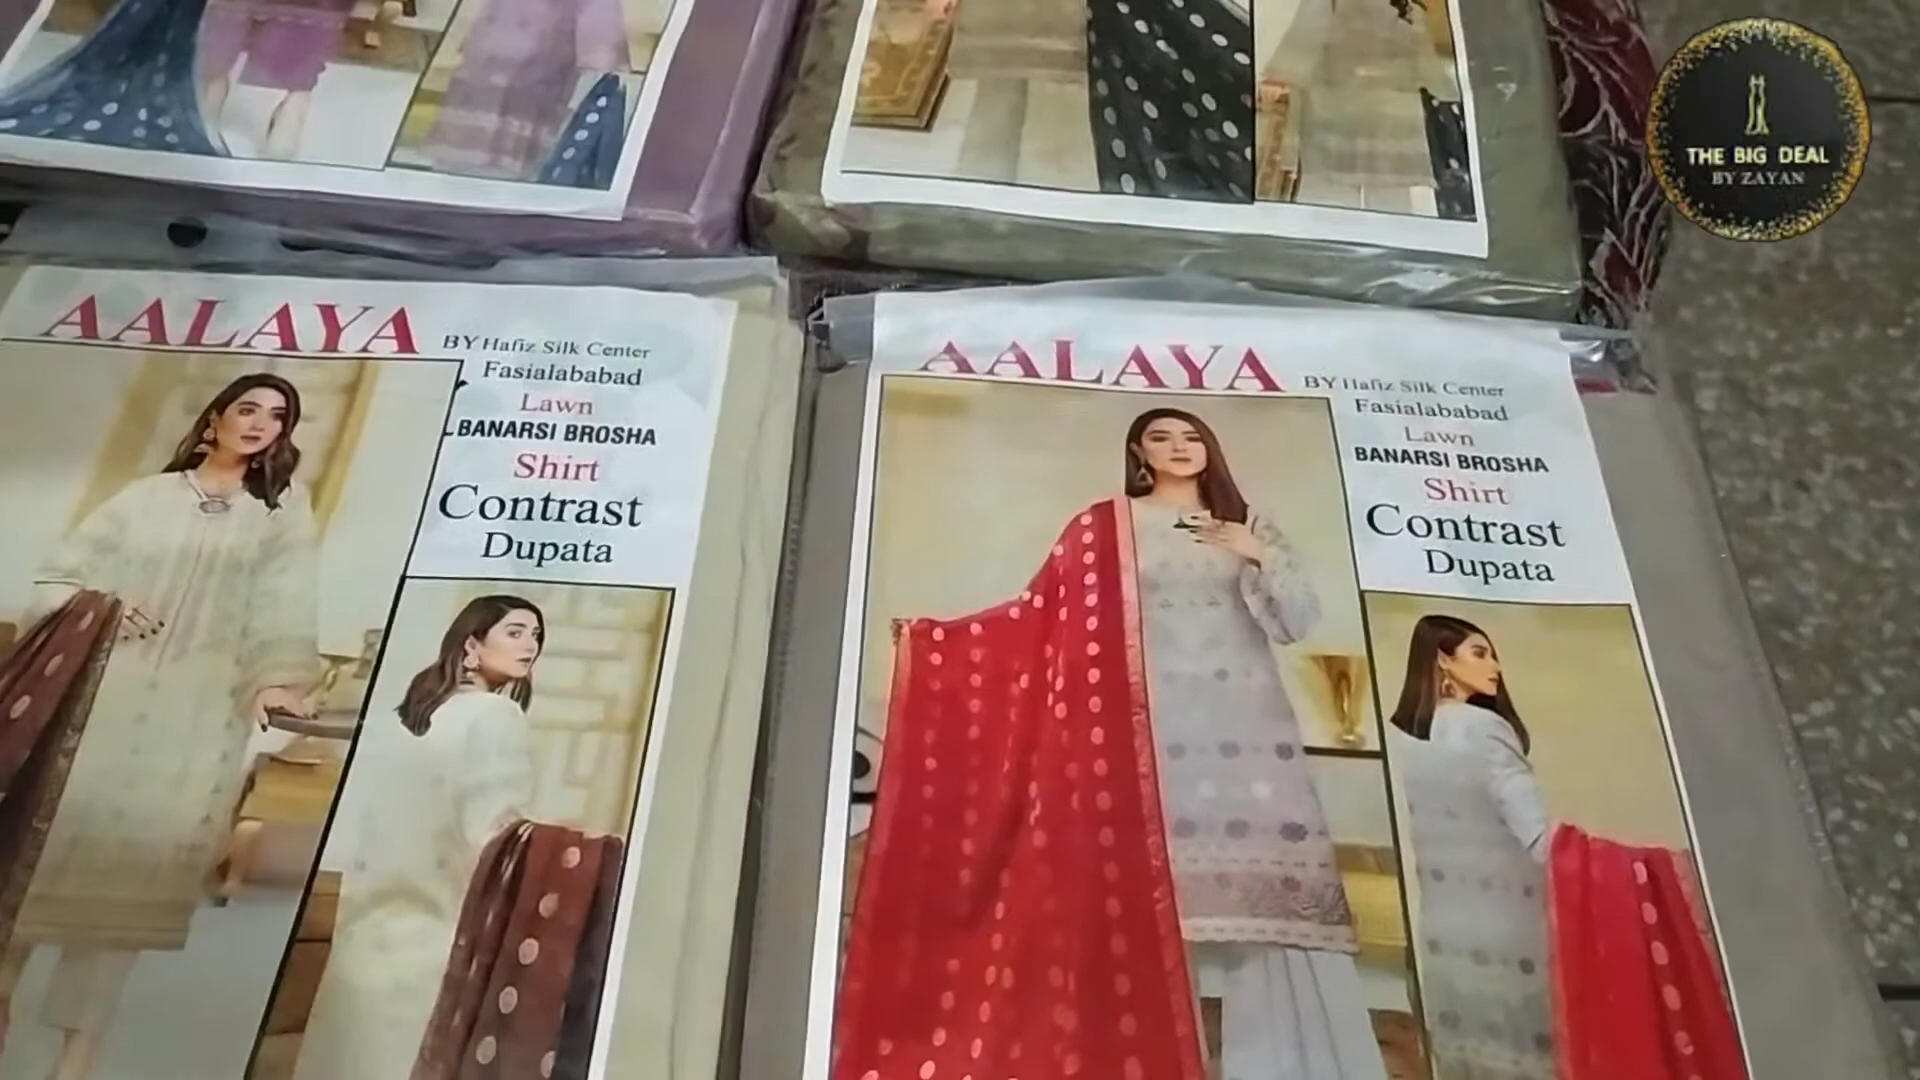 THE BIG DEAL
BY ZAYAN
AALAYA BY Hafiz Silk Center
Fasialababad
Lawn
BANARSI BROSHA
Shirt
Contrast
Dupata
AALAYA BY Hafiz Silk Center
Fasialababad
Lawn
BANARSI BROSHA
Shirt
Contrast
Dupata